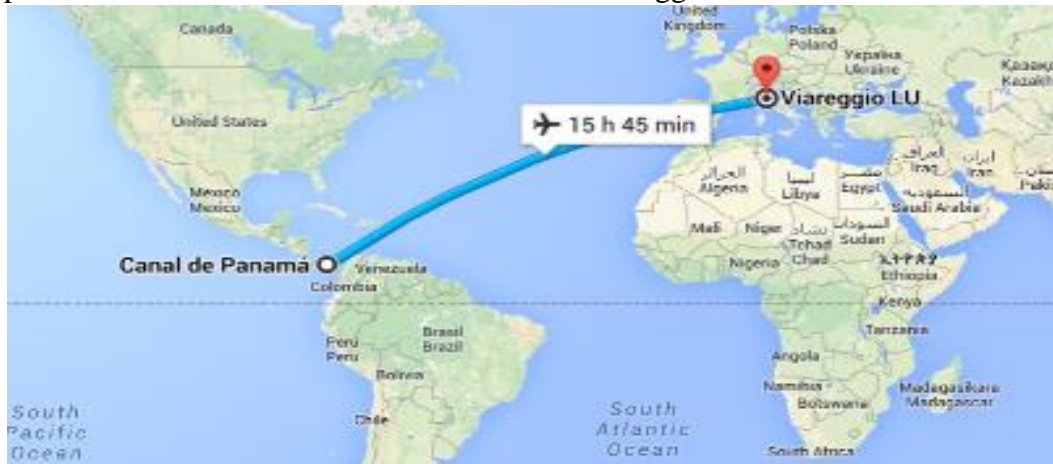 United
Kingdom
Canada
Polska
Poland
Україна
Ukraine
Viareggio LU
United States
15 h 45 min
العراق
Iraq
ایران
Iran
México
Mexico
الجزائر
Algeria
ليبيا
Libya
مصر
Egypt
السعودية
Saudi Arabia
Mali
Niger
تشاد
Tchad
Chad
السودان
Sudan
Canal de Panamá
Venezuela
Colombia
Nigeria
ኢትዮጵያ
Ethiopia
Kenya
Perú
Peru
Brasil
Brazil
Tanzania
Angola
Bolivia
Namibia
Botswana
Madagasikara
Madagascar
Chile
South
Pacific
Ocean
South
Atlantic
Ocean
South Africa